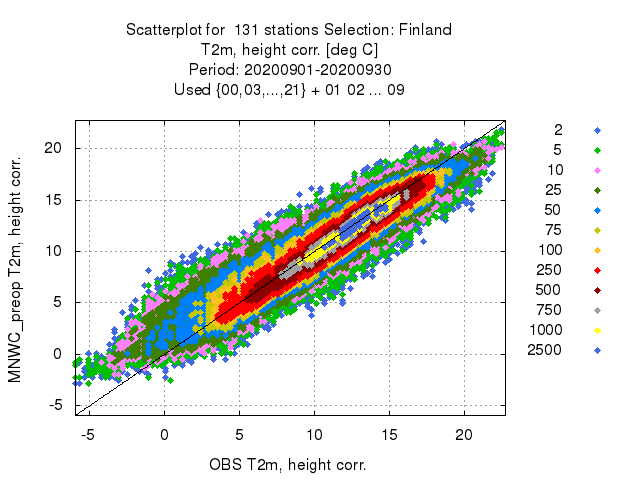 Scatterplot for  131 stations Selection: Finland
T2m, height corr. [deg C]
Period: 20200901-20200930
Used {00,03,...,21} + 01 02 ... 09
MNWC_preop T2m, height corr.
20
15
10
5
0
-5
-5 0 5 10 15 20
OBS T2m, height corr.
2
5
10
25
50
75
100
250
500
750
1000
2500